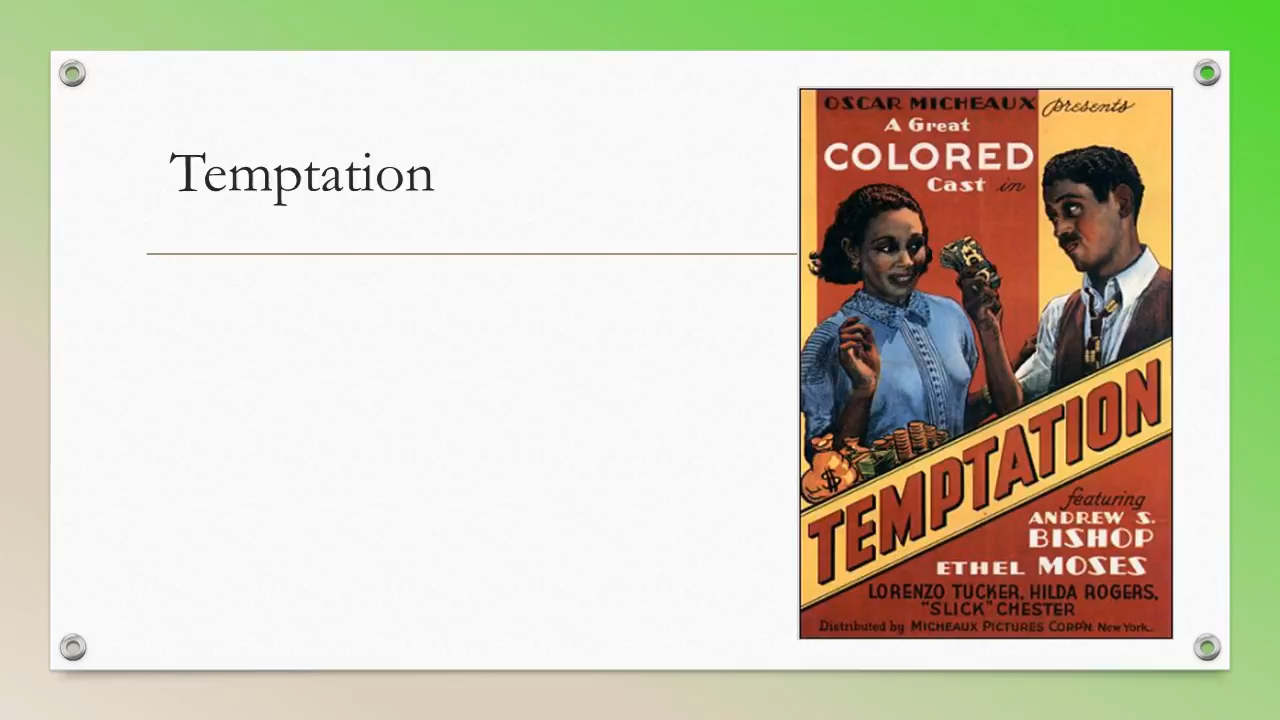 Temptation
OSCAR MICHEAUX presents
A Great
COLORED
Cast in
$
TEMPTATION
featuring
ANDREW S.
BISHOP
ETHEL MOSES
LORENZO TUCKER, HILDA ROGERS,
"SLICK" CHESTER
Distributed by MICHEAUX PICTURES CORP'N. New York.